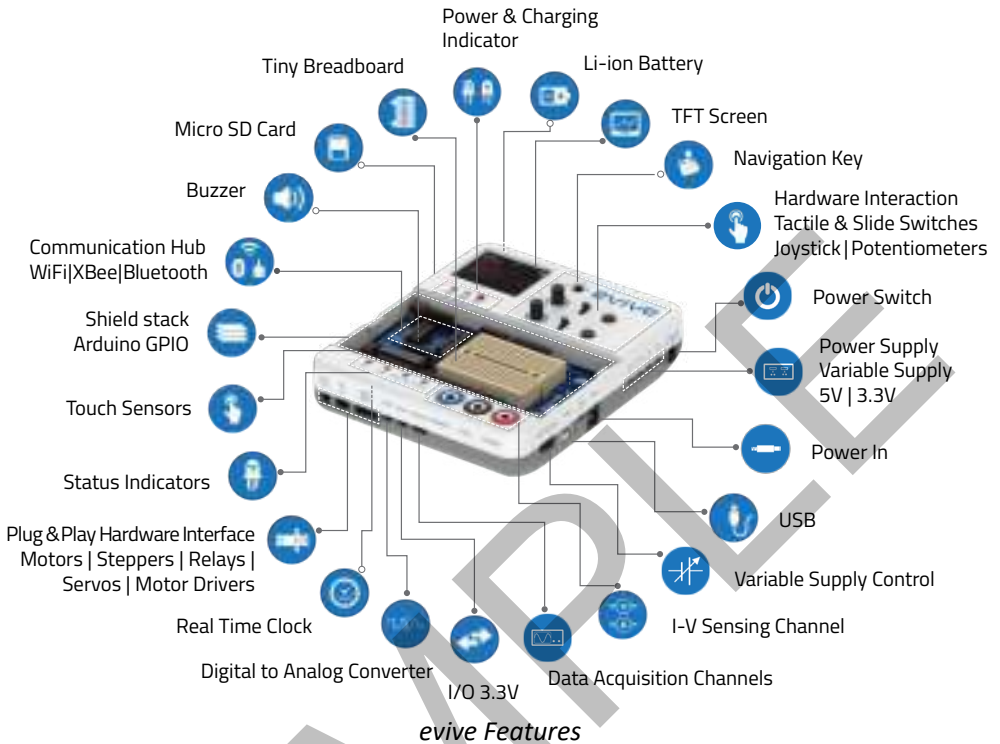 Power & Charging
Indicator
Li-ion Battery
Tiny Breadboard
TFT Screen
Micro SD Card
Navigation Key
Buzzer
Hardware Interaction
Tactile & Slide Switches
Joystick|Potentiometers
Communication Hub
WiFi|XBee|Bluetooth
Power Switch
Shield stack
Arduino GPIO
Power Supply
Variable Supply
5V | 3.3V
Touch Sensors
Power In
Status Indicators
USB
Plug &Play Hardware Interface
Motors | Steppers | Relays |
Servos | Motor Drivers
Variable Supply Control
Real Time Clock
I-V Sensing Channel
Digital to Analog Converter
Data Acquisition Channels
I/O 3.3V
evive Features
evive